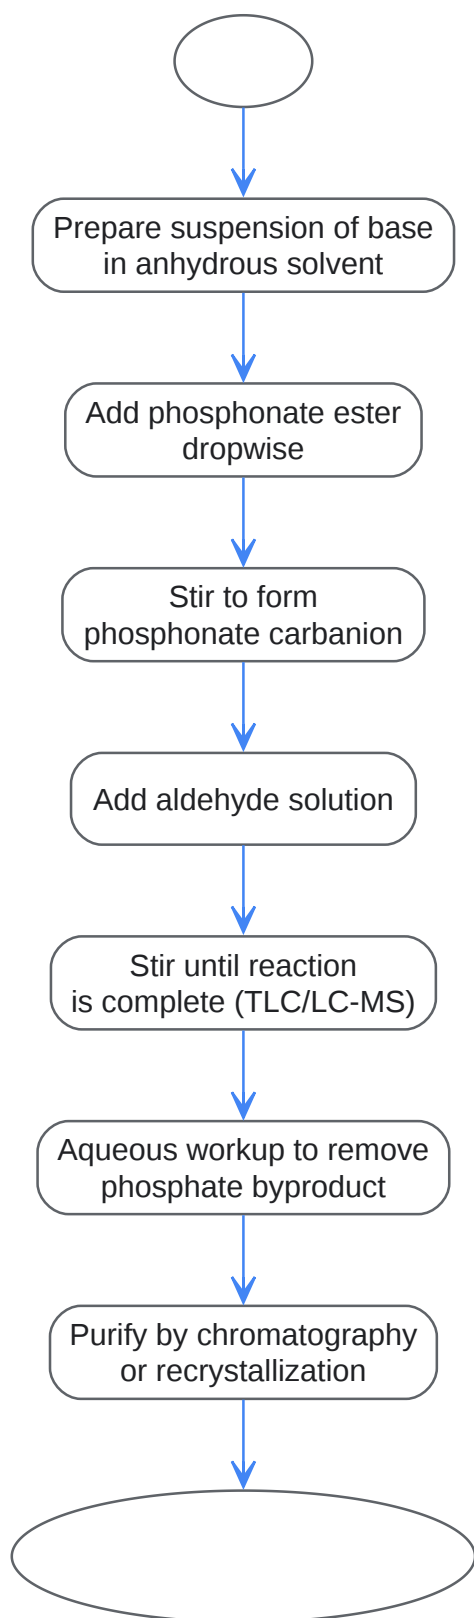 Prepare suspension of base
in anhydrous solvent
Add phosphonate ester
dropwise
Stir to form
phosphonate carbanion
Add aldehyde solution
Stir until reaction
is complete (TLC/LC-MS)
Aqueous workup to remove
phosphate byproduct
Purify by chromatography
or recrystallization